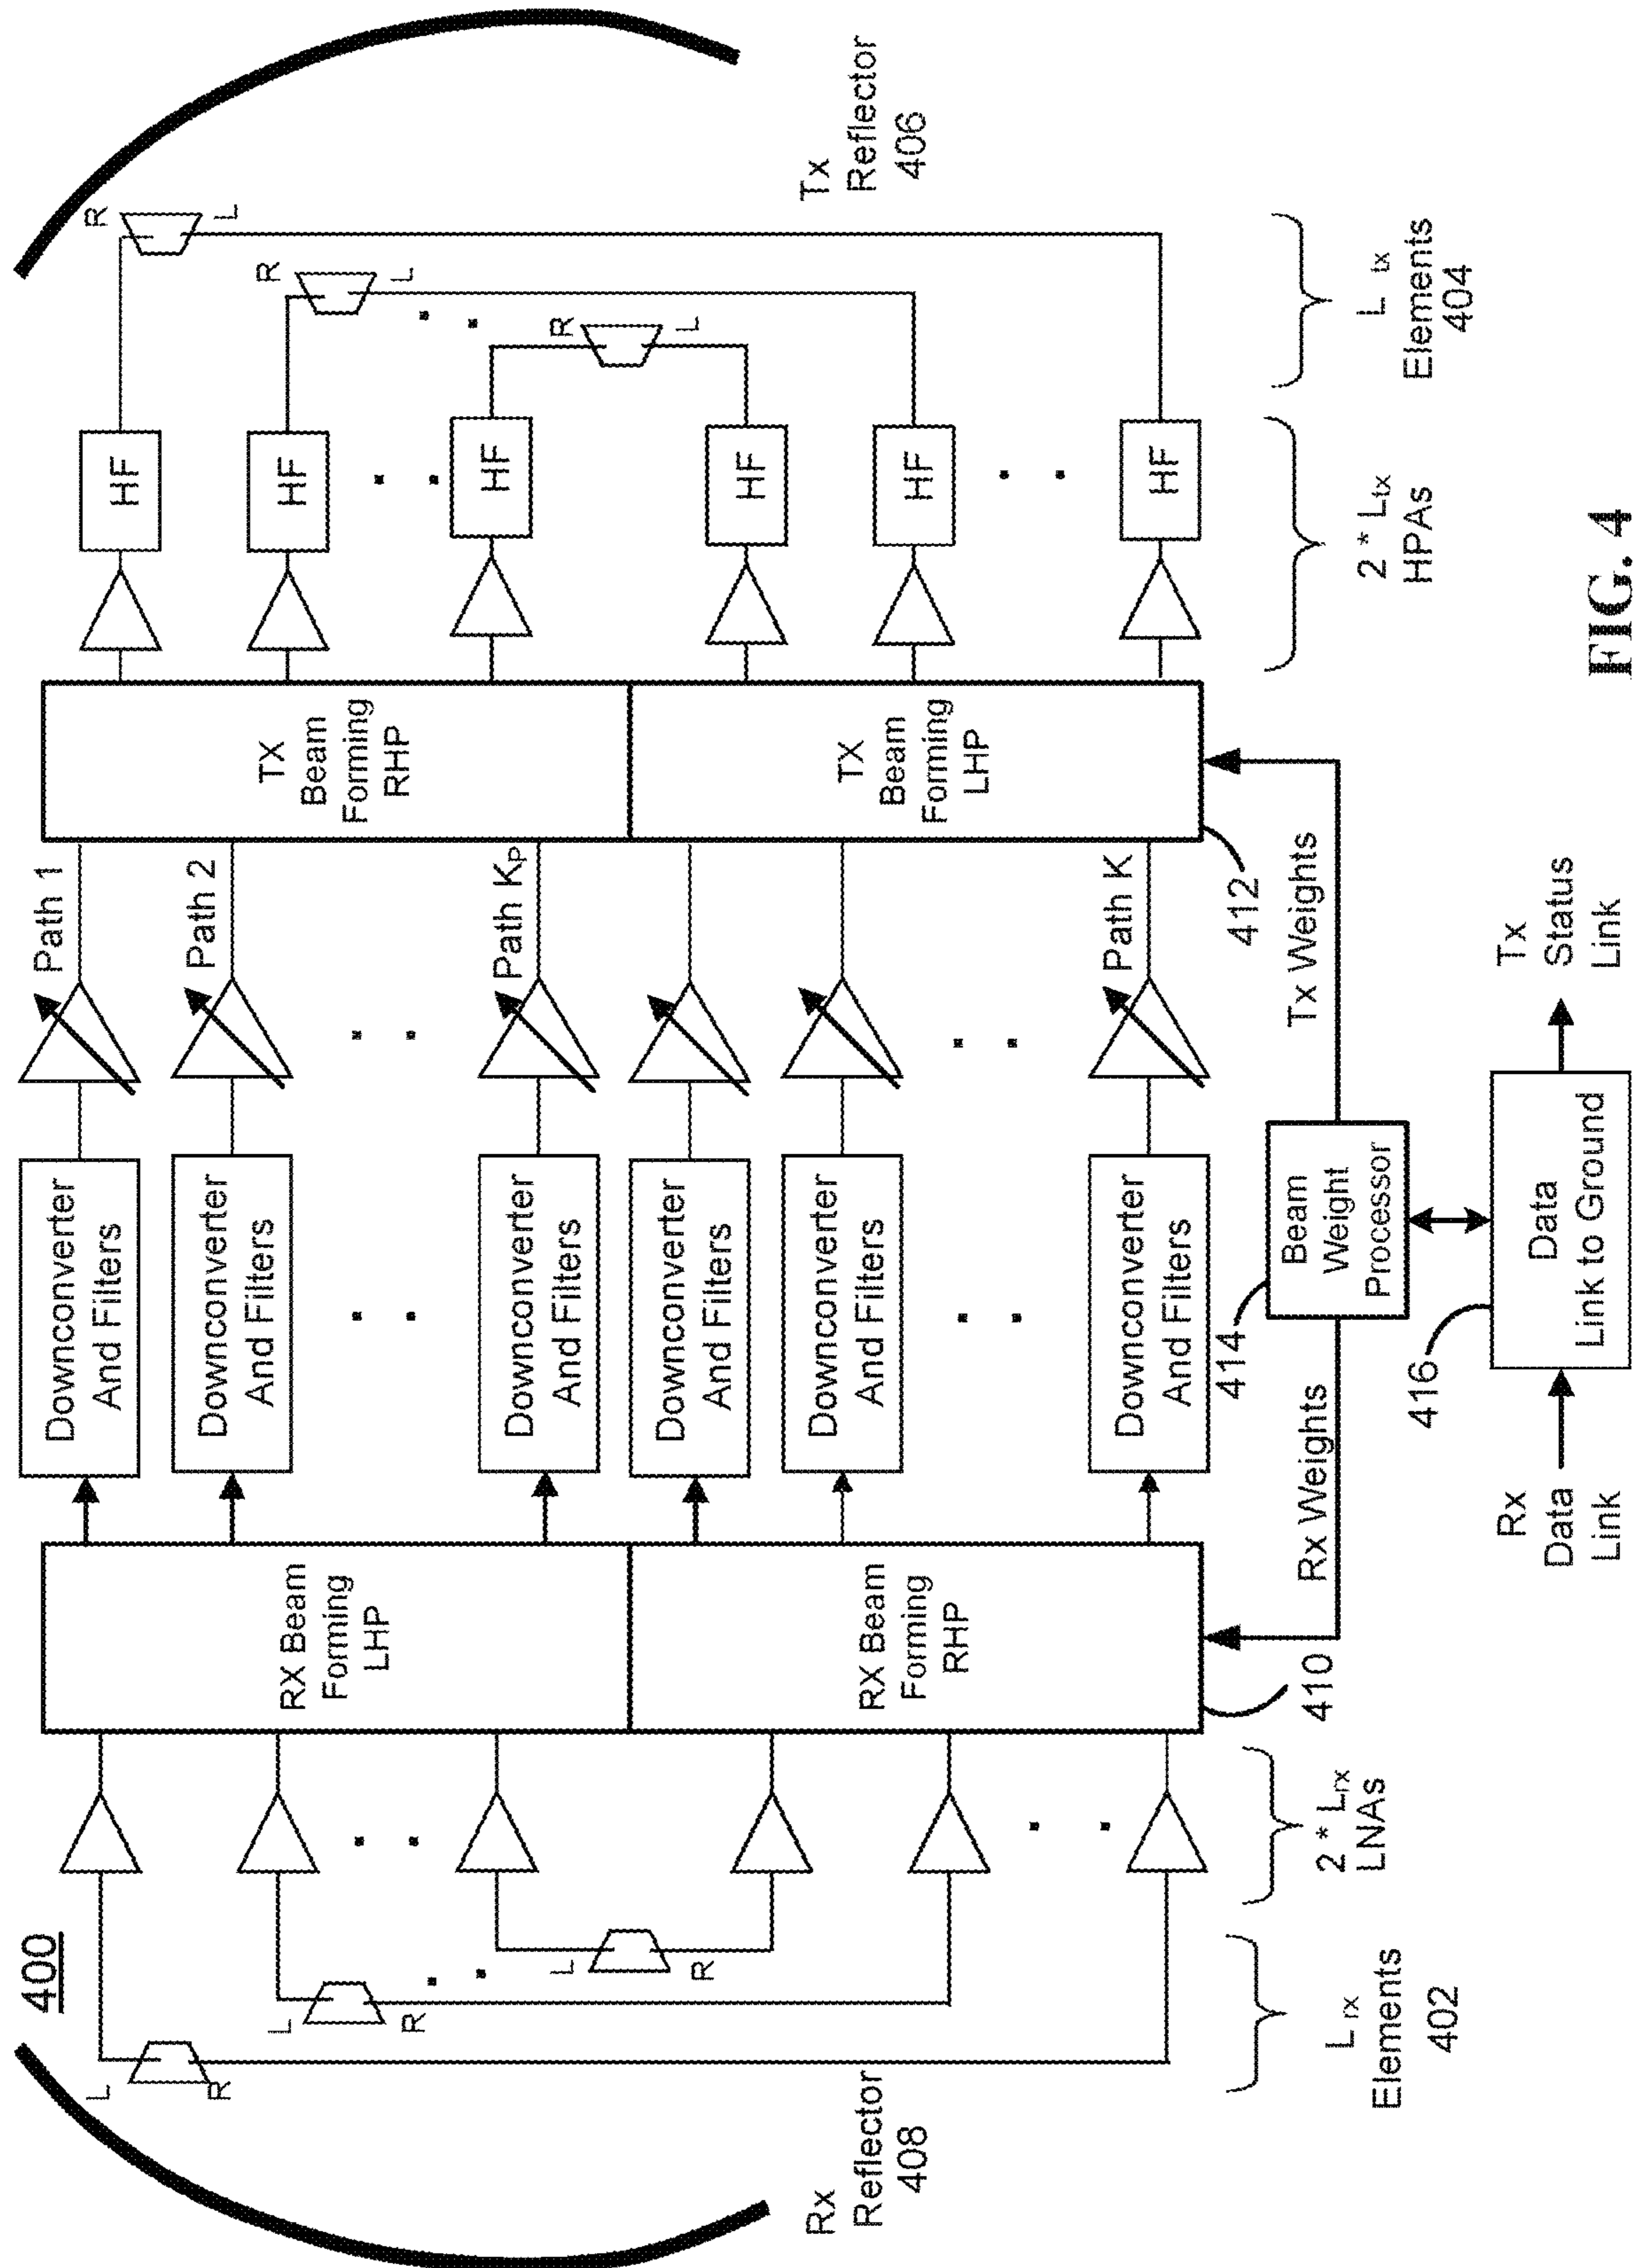 400
Rx
Reflector
408
L
R
L
R
L
R
L rx
Elements
402
2 * Lrx
LNAs
RX Beam
Forming
LHP
RX Beam
Forming
RHP
410
Downconverter
And Filters
Downconverter
And Filters
Downconverter
And Filters
Downconverter
And Filters
Downconverter
And Filters
Downconverter
And Filters
Path 1
Path 2
Path KP
Path K
TX
Beam
Forming
RHP
TX
Beam
Forming
LHP
412
HF
HF
HF
HF
HF
HF
2 * Ltx
HPAs
R
L
R
L
R
L
L tx
Elements
404
Tx
Reflector
406
Rx Weights
414
Beam
Weight
Processor
Tx Weights
Rx
Data
Link
416
Data
Link to Ground
Tx
Status
Link
FIG. 4